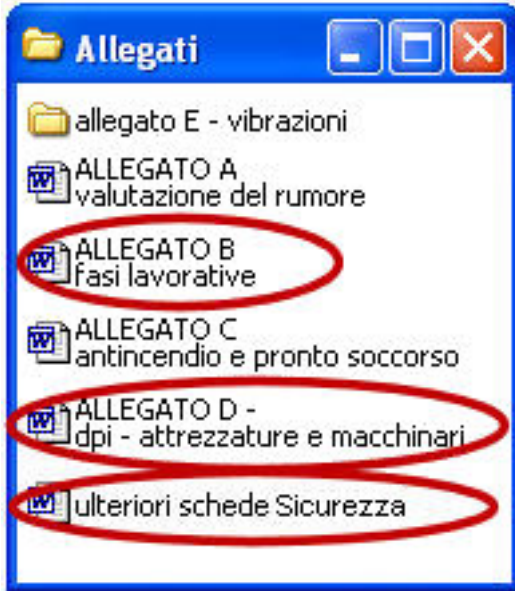 Allegati
allegato E - vibrazioni
ALLEGATO A
valutazione del rumore
ALLEGATO B
fasi lavorative
ALLEGATO C
antincendio e pronto soccorso
ALLEGATO D -
dpi - attrezzature e macchinari
ulteriori schede Sicurezza